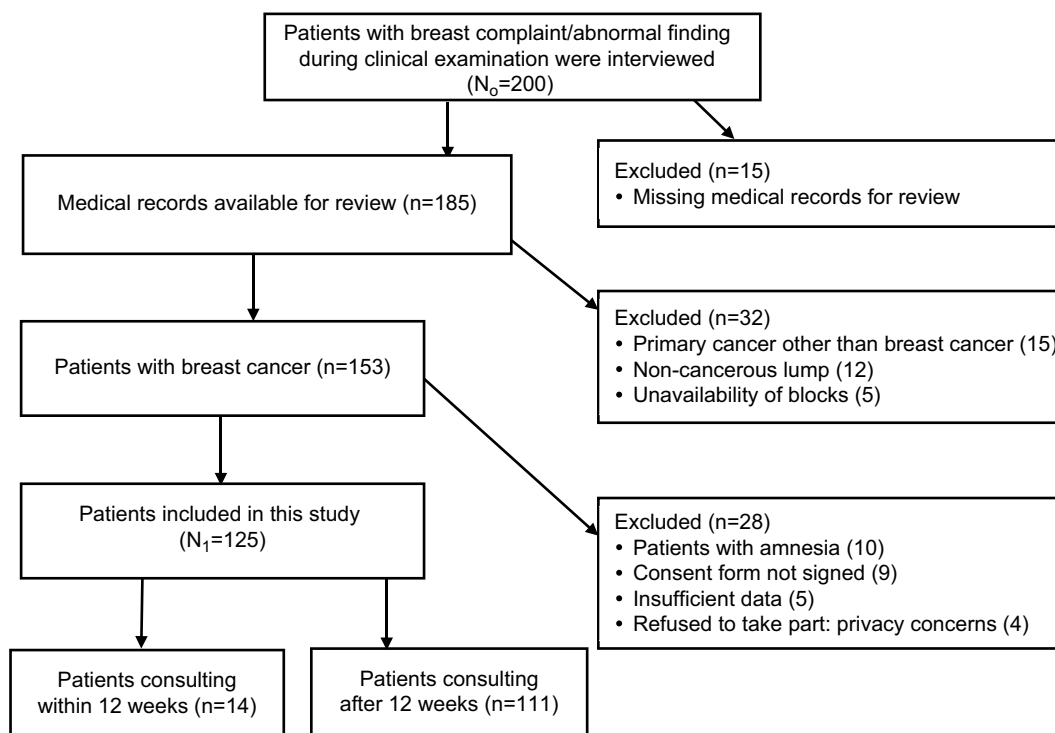 Patients with breast complaint/abnormal finding
during clinical examination were interviewed
(No=200)
Excluded (n=15)
• Missing medical records for review
Medical records available for review (n=185)
Excluded (n=32)
• Primary cancer other than breast cancer (15)
• Non-cancerous lump (12)
• Unavailability of blocks (5)
Patients with breast cancer (n=153)
Excluded (n=28)
• Patients with amnesia (10)
• Consent form not signed (9)
• Insufficient data (5)
• Refused to take part: privacy concerns (4)
Patients included in this study
(N1=125)
Patients consulting
within 12 weeks (n=14)
Patients consulting
after 12 weeks (n=111)